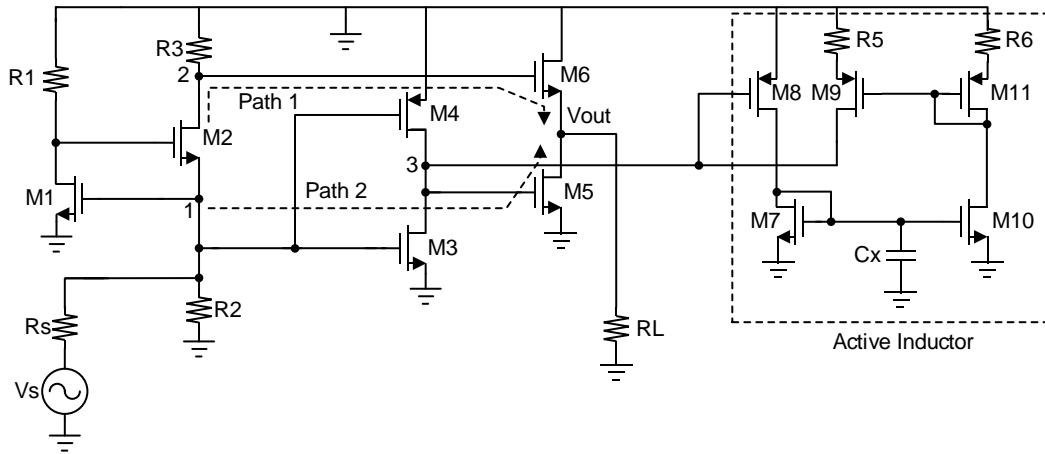 R3
R5
R6
R1
2
M6
M8
M9
M11
Path 1
M4
M2
Vout
3
M1
1
Path 2
M5
M7
M10
M3
Cx
R2
Rs
RL
Active Inductor
Vs